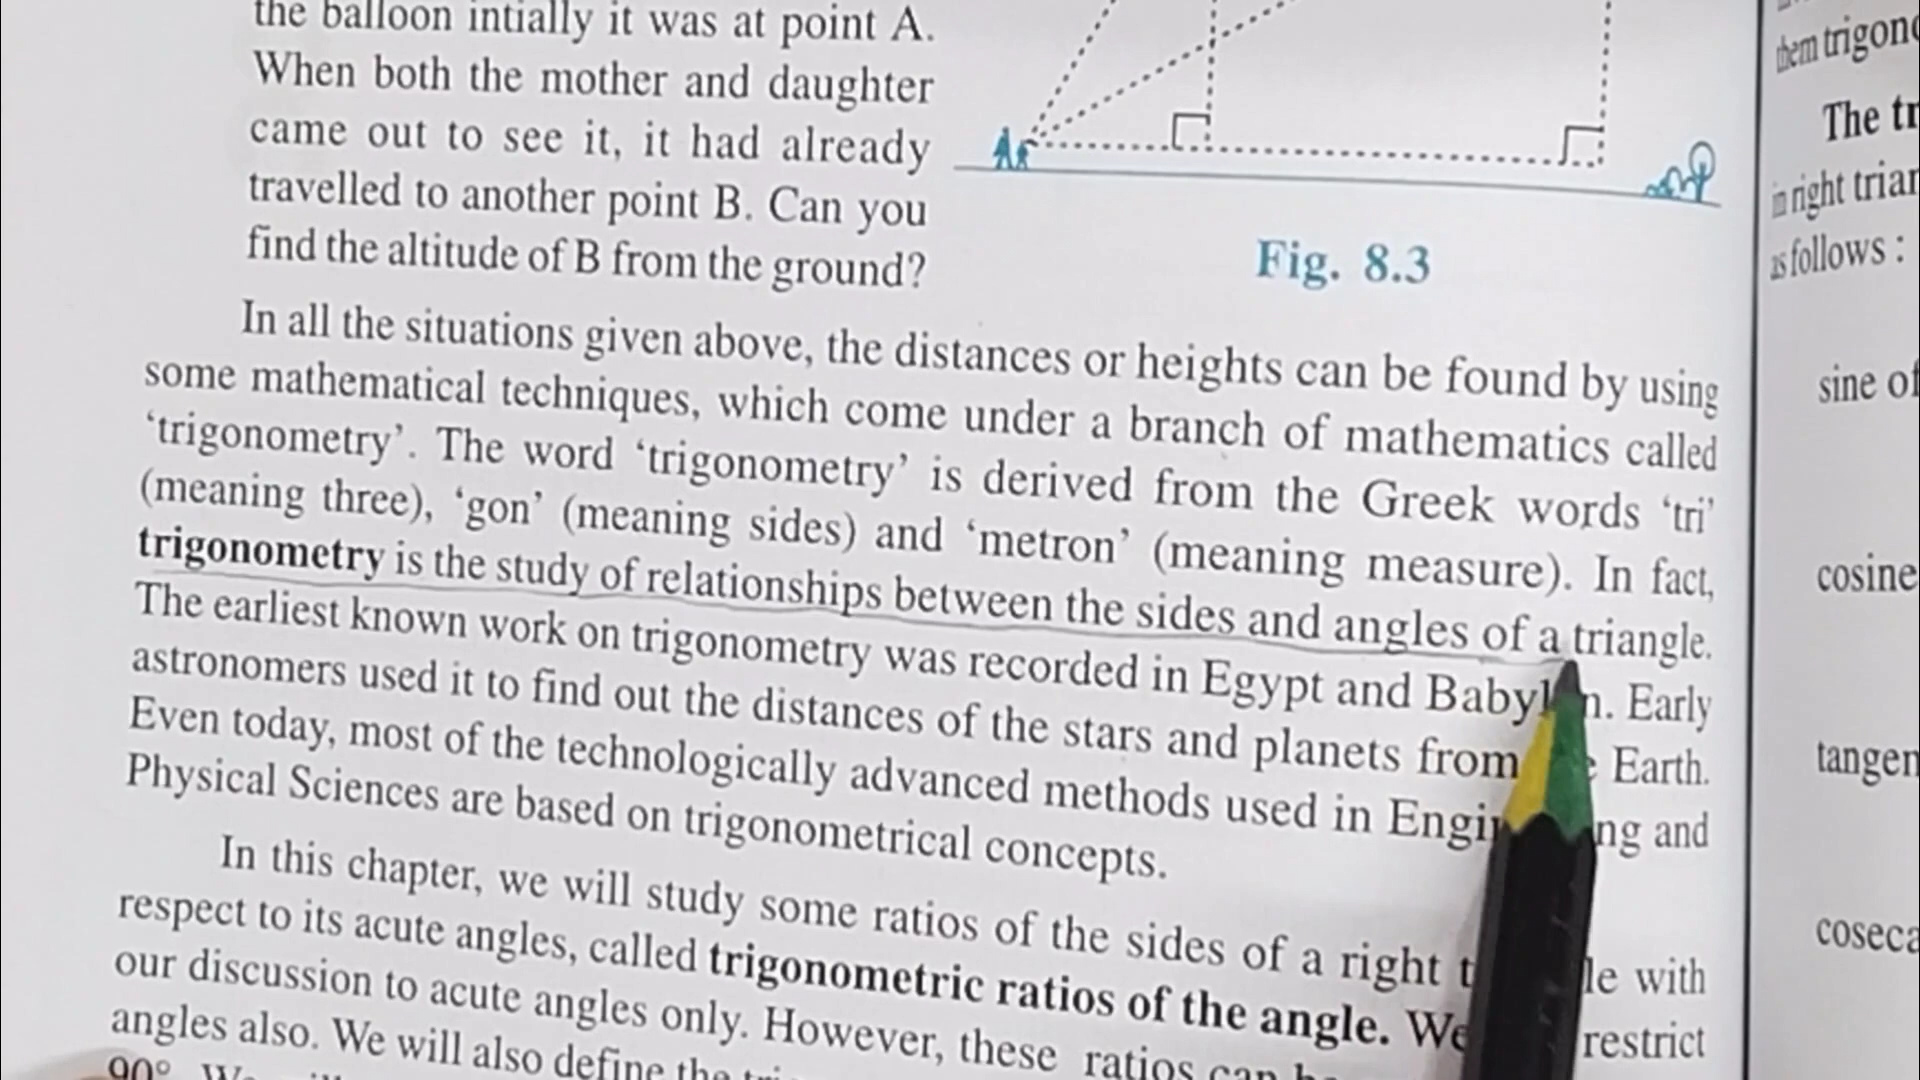 the balloon intially it was at point A.
When both the mother and daughter
came out to see it, it had already
travelled to another point B. Can you
find the altitude of B from the ground?
A
Fig. 8.3
In all the situations given above, the distances or heights can be found by using
some mathematical techniques, which come under a branch of mathematics called
‘trigonometry’. The word ‘trigonometry’ is derived from the Greek words ‘tri’
(meaning three), ‘gon’ (meaning sides) and ‘metron’ (meaning measure). In fact,
trigonometry is the study of relationships between the sides and angles of a triangle.
The earliest known work on trigonometry was recorded in Egypt and Early
astronomers used it to find out the distances of the stars and planets from Earth.
Even today, most of the technologically advanced methods used in and
Physical Sciences are based on trigonometrical concepts.
In this chapter, we will study some ratios of the sides of a right with
respect to its acute angles, called trigonometric ratios of the angle. We restrict
our discussion to acute angles only. However, these ratios can
angles also. We will also define the
90°
them
The
in right
as follows :
sine of
cosine